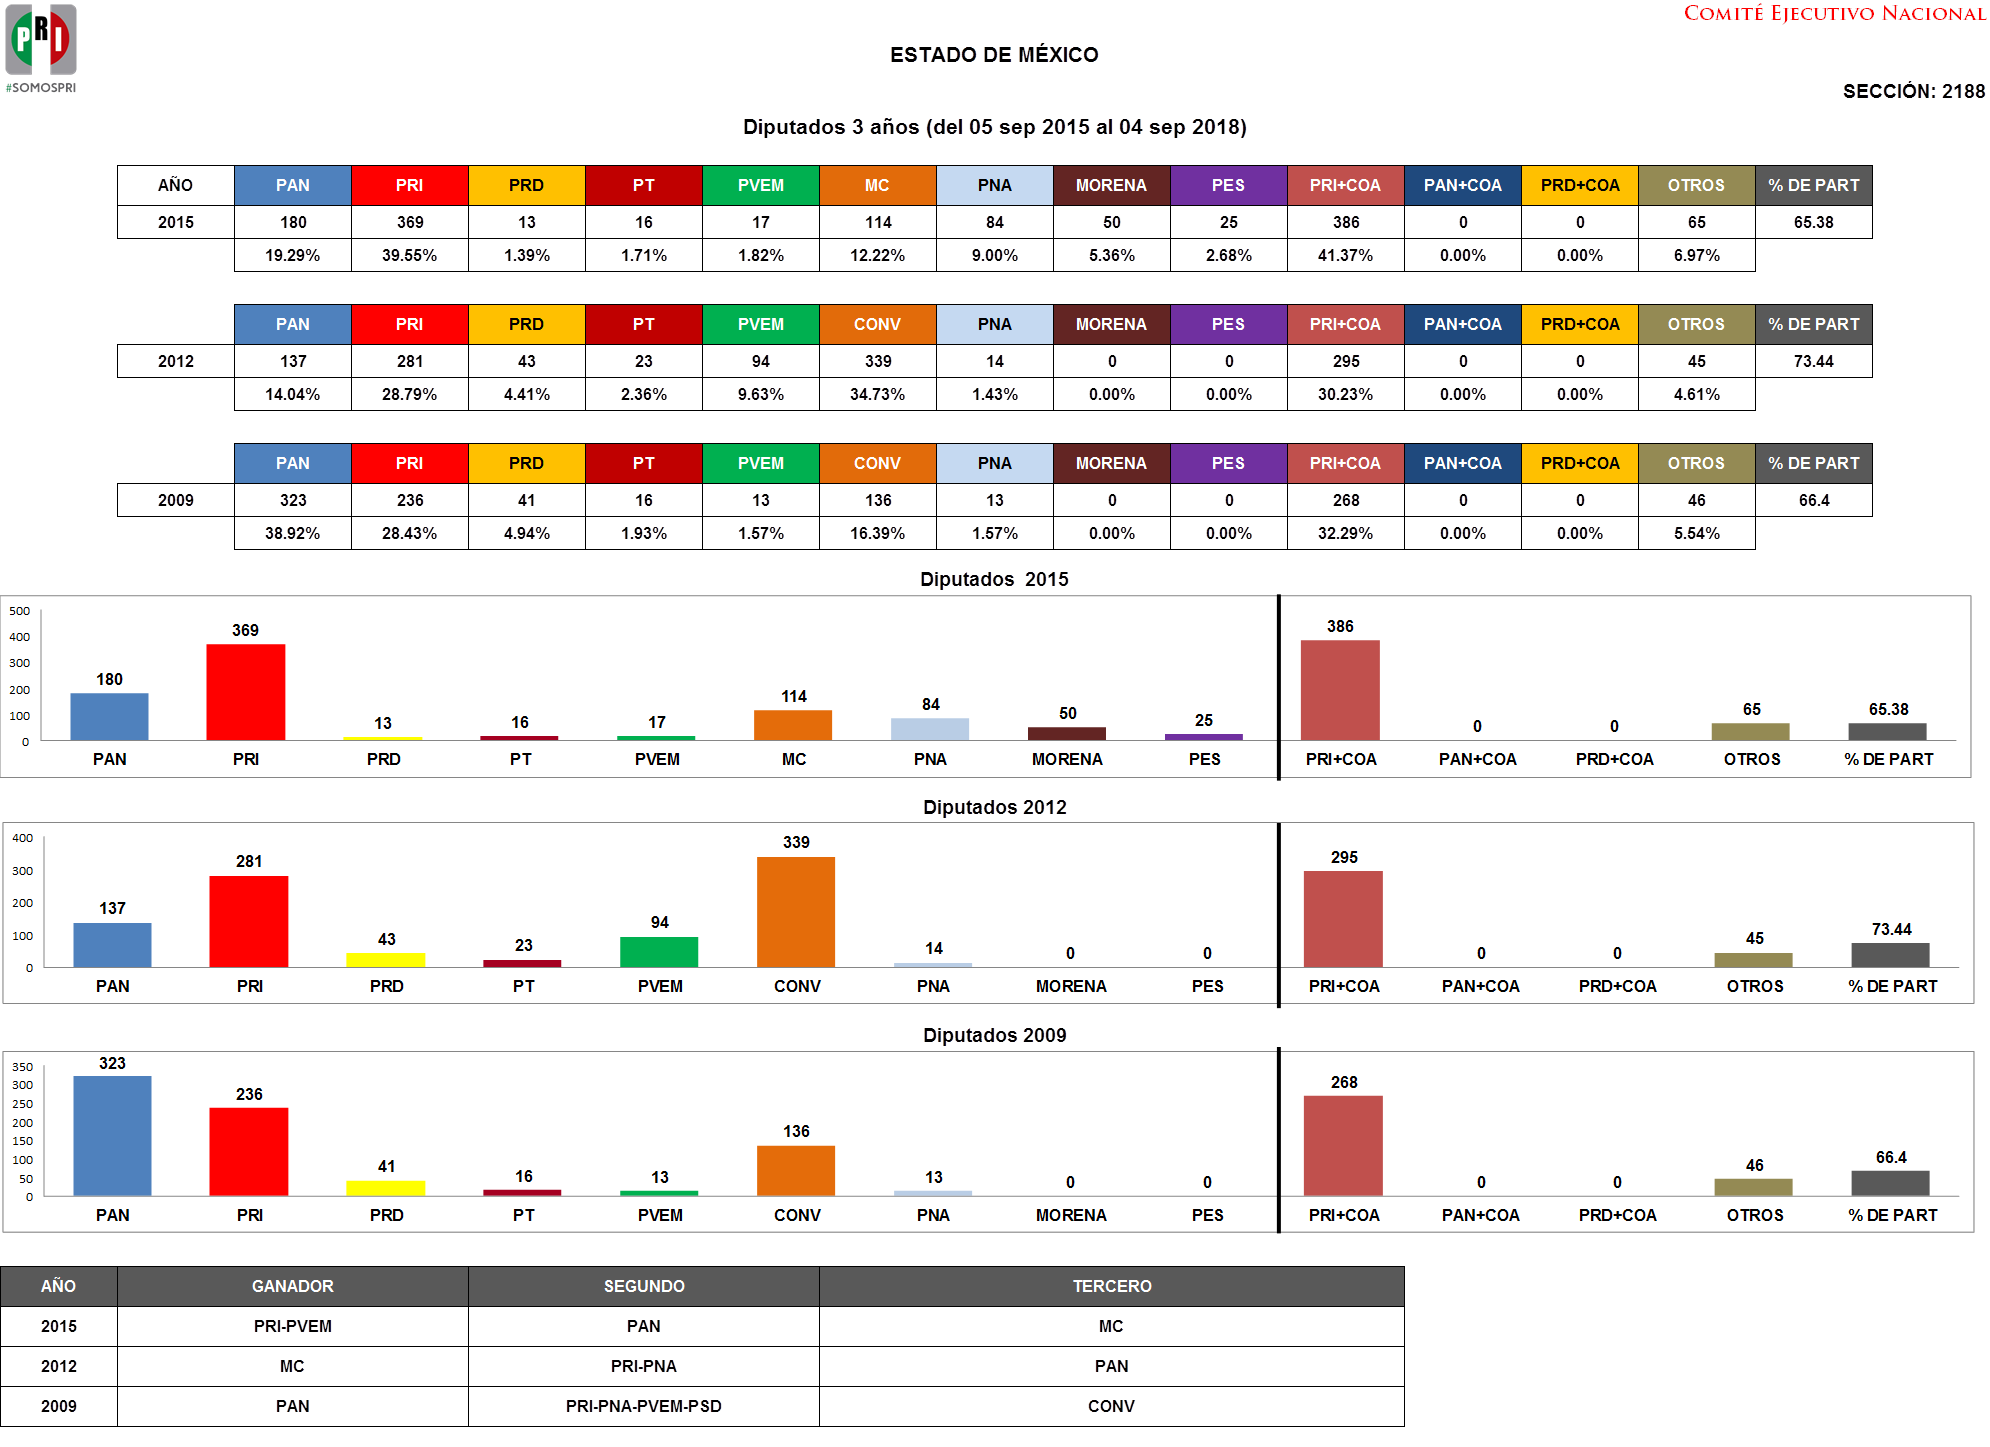 PRI
#SOMOSPRI
COMITÉ EJECUTIVO NACIONAL
ESTADO DE MÉXICO
SECCIÓN: 2188
Diputados 3 años (del 05 sep 2015 al 04 sep 2018)
AÑO PAN PRI PRD PT PVEM MC PNA MORENA PES PRI+COA PAN+COA PRD+COA OTROS % DE PART
2015 180 369 13 16 17 114 84 50 25 386 0 0 65 65.38
19.29% 39.55% 1.39% 1.71% 1.82% 12.22% 9.00% 5.36% 2.68% 41.37% 0.00% 0.00% 6.97%
PAN PRI PRD PT PVEM CONV PNA MORENA PES PRI+COA PAN+COA PRD+COA OTROS % DE PART
2012 137 281 43 23 94 339 14 0 0 295 0 0 45 73.44
14.04% 28.79% 4.41% 2.36% 9.63% 34.73% 1.43% 0.00% 0.00% 30.23% 0.00% 0.00% 4.61%
PAN PRI PRD PT PVEM CONV PNA MORENA PES PRI+COA PAN+COA PRD+COA OTROS % DE PART
2009 323 236 41 16 13 136 13 0 0 268 0 0 46 66.4
38.92% 28.43% 4.94% 1.93% 1.57% 16.39% 1.57% 0.00% 0.00% 32.29% 0.00% 0.00% 5.54%
Diputados 2015
500
400
300
200
100
0
180 369 13 16 17 114 84 50 25 386 0 0 65 65.38
PAN PRI PRD PT PVEM MC PNA MORENA PES PRI+COA PAN+COA PRD+COA OTROS % DE PART
Diputados 2012
400
300
200
100
0
137 281 43 23 94 339 14 0 0 295 0 0 45 73.44
PAN PRI PRD PT PVEM CONV PNA MORENA PES PRI+COA PAN+COA PRD+COA OTROS % DE PART
Diputados 2009
350
300
250
200
150
100
50
0
323 236 41 16 13 136 13 0 0 268 0 0 46 66.4
PAN PRI PRD PT PVEM CONV PNA MORENA PES PRI+COA PAN+COA PRD+COA OTROS % DE PART
AÑO GANADOR SEGUNDO TERCERO
2015 PRI-PVEM PAN MC
2012 MC PRI-PNA PAN
2009 PAN PRI-PNA-PVEM-PSD CONV